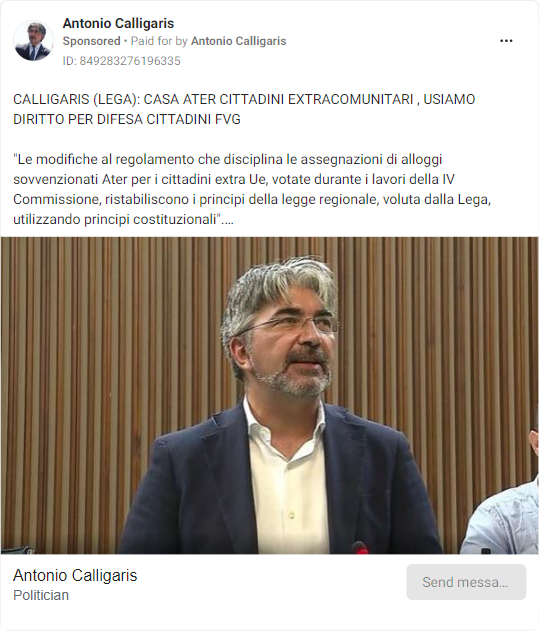 Antonio Calligaris
Sponsored • Paid for by Antonio Calligaris
ID: 849283276196335
CALLIGARIS (LEGA): CASA ATER CITTADINI EXTRACOMUNITARI , USIAMO
DIRITTO PER DIFESA CITTADINI FVG
"Le modifiche al regolamento che disciplina le assegnazioni di alloggi
sovvenzionati Ater per i cittadini extra Ue, votate durante i lavori della IV
Commissione, ristabiliscono i principi della legge regionale, voluta dalla Lega,
utilizzando principi costituzionali"....
Antonio Calligaris
Politician
Send messa...